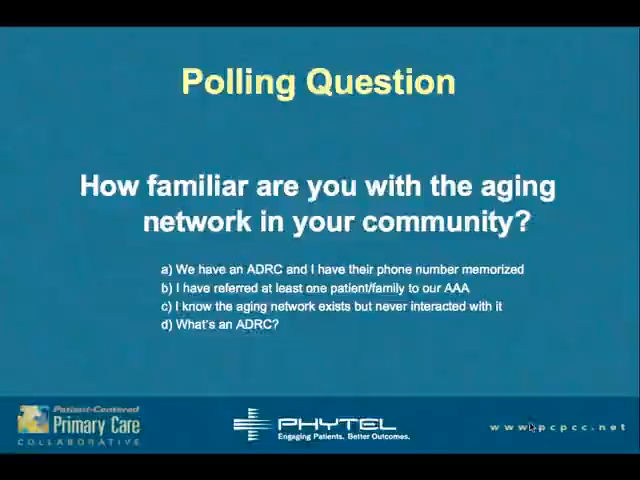 Polling Question
How familiar are you with the aging
network in your community?
a) We have an ADRC and I have their phone number memorized
b) I have referred at least one patient/family to our AAA
c) I know the aging network exists but never interacted with it
d) What's an ADRC?
Patient-Centered
Primary Care
COLLABORATIVE
PHYTEL
Engaging Patients. Better Outcomes.
www.pcpcc.net